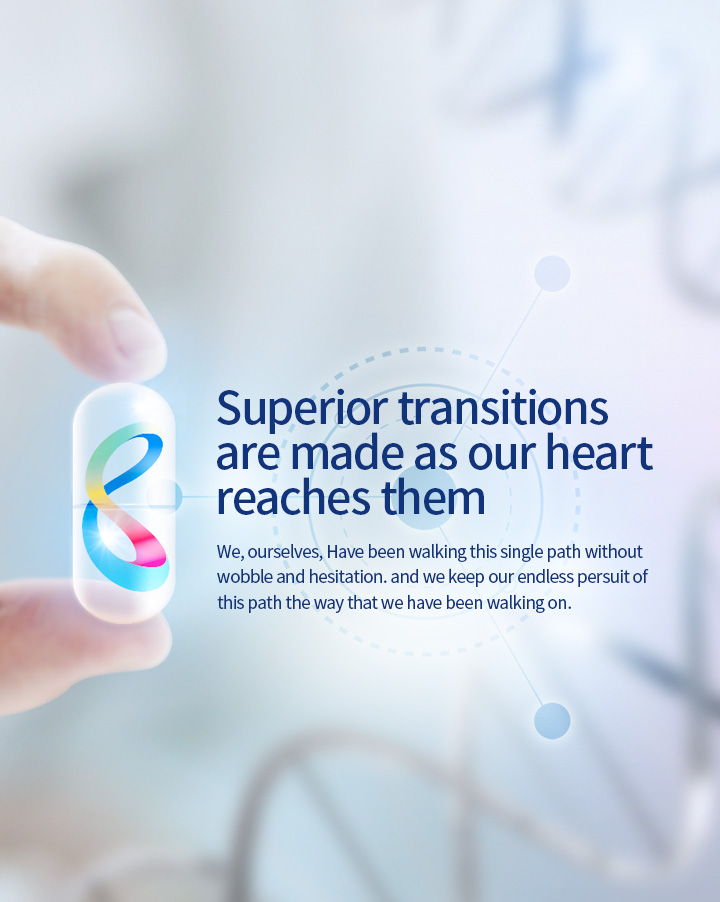 Superior transitions
are made as our heart
reaches them
We, ourselves, Have been walking this single path without
wobble and hesitation. and we keep our endless persuit of
this path the way that we have been walking on.